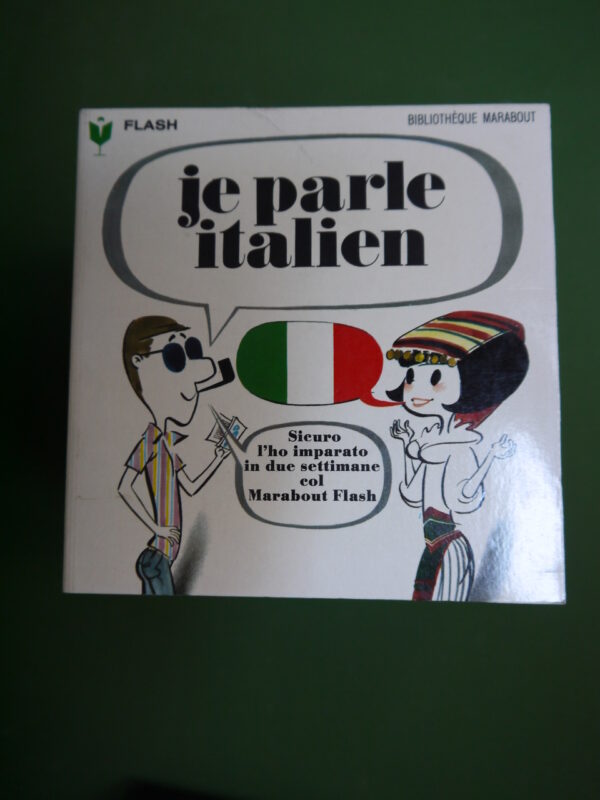 FLASH
BIBLIOTHÈQUE MARABOUT
je parle
italien
Sicuro
l'ho imparato
in due settimane
col
Marabout Flash